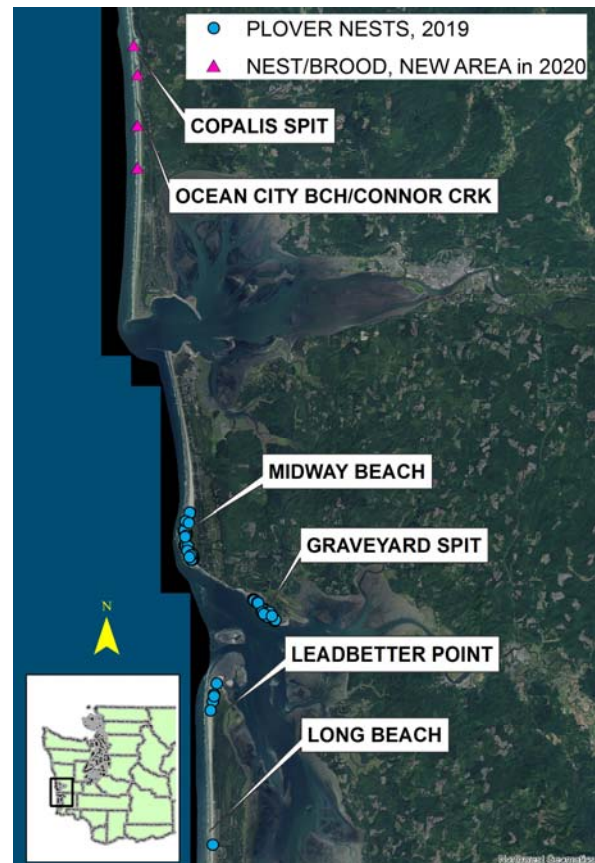 PLOVER NESTS, 2019
NEST/BROOD, NEW AREA in 2020
COPALIS SPIT
OCEAN CITY BCH/CONNOR CRK
MIDWAY BEACH
GRAVEYARD SPIT
N
LEADBETTER POINT
LONG BEACH